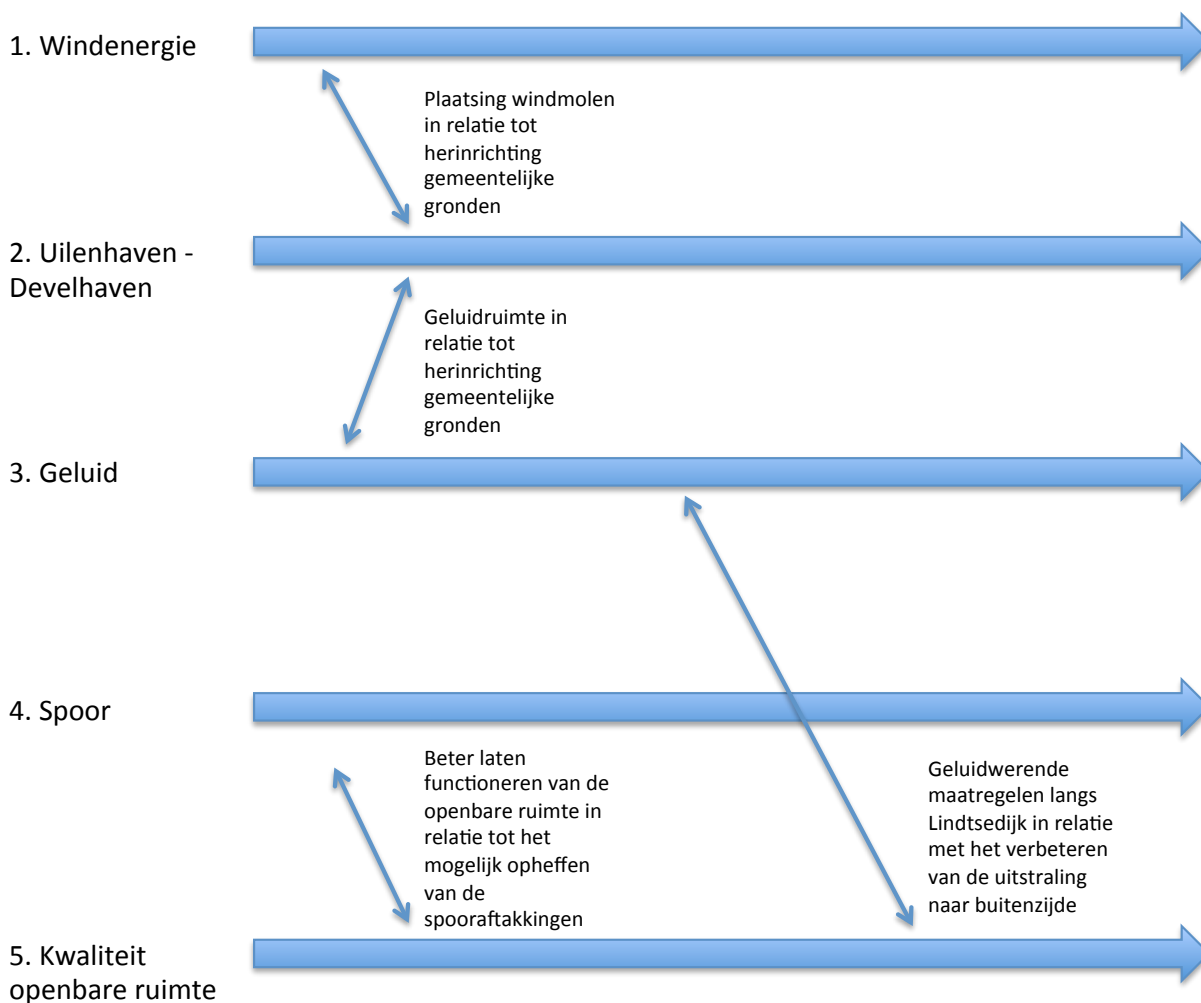 1. Windenergie
Plaatsing windmolen
in relatie tot
herinrichting
gemeentelijke
gronden
2. Uilenhaven -
Develhaven
Geluidruimte in
relatie tot
herinrichting
gemeentelijke
gronden
3. Geluid
4. Spoor
Beter laten
functioneren van de
openbare ruimte in
relatie tot het
mogelijk opheffen
van de
spooraftakkingen
Geluidwerende
maatregelen langs
Lindtsedijk in relatie
met het verbeteren
van de uitstraling
naar buitenzijde
5. Kwaliteit
openbare ruimte